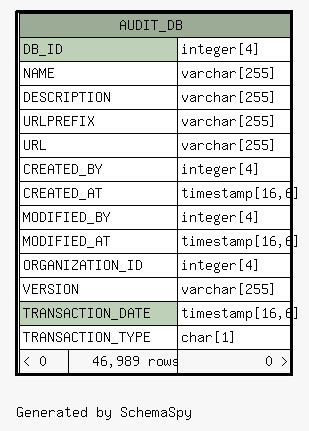 AUDIT_DB
DB_ID integer[4]
NAME varchar[255]
DESCRIPTION varchar[255]
URLPREFIX varchar[255]
URL varchar[255]
CREATED_BY integer[4]
CREATED_AT timestamp[16,6]
MODIFIED_BY integer[4]
MODIFIED_AT timestamp[16,6]
ORGANIZATION_ID integer[4]
VERSION varchar[255]
TRANSACTION_DATE timestamp[16,6]
TRANSACTION_TYPE char[1]
< 0 46,989 rows 0 >
Generated by SchemaSpy